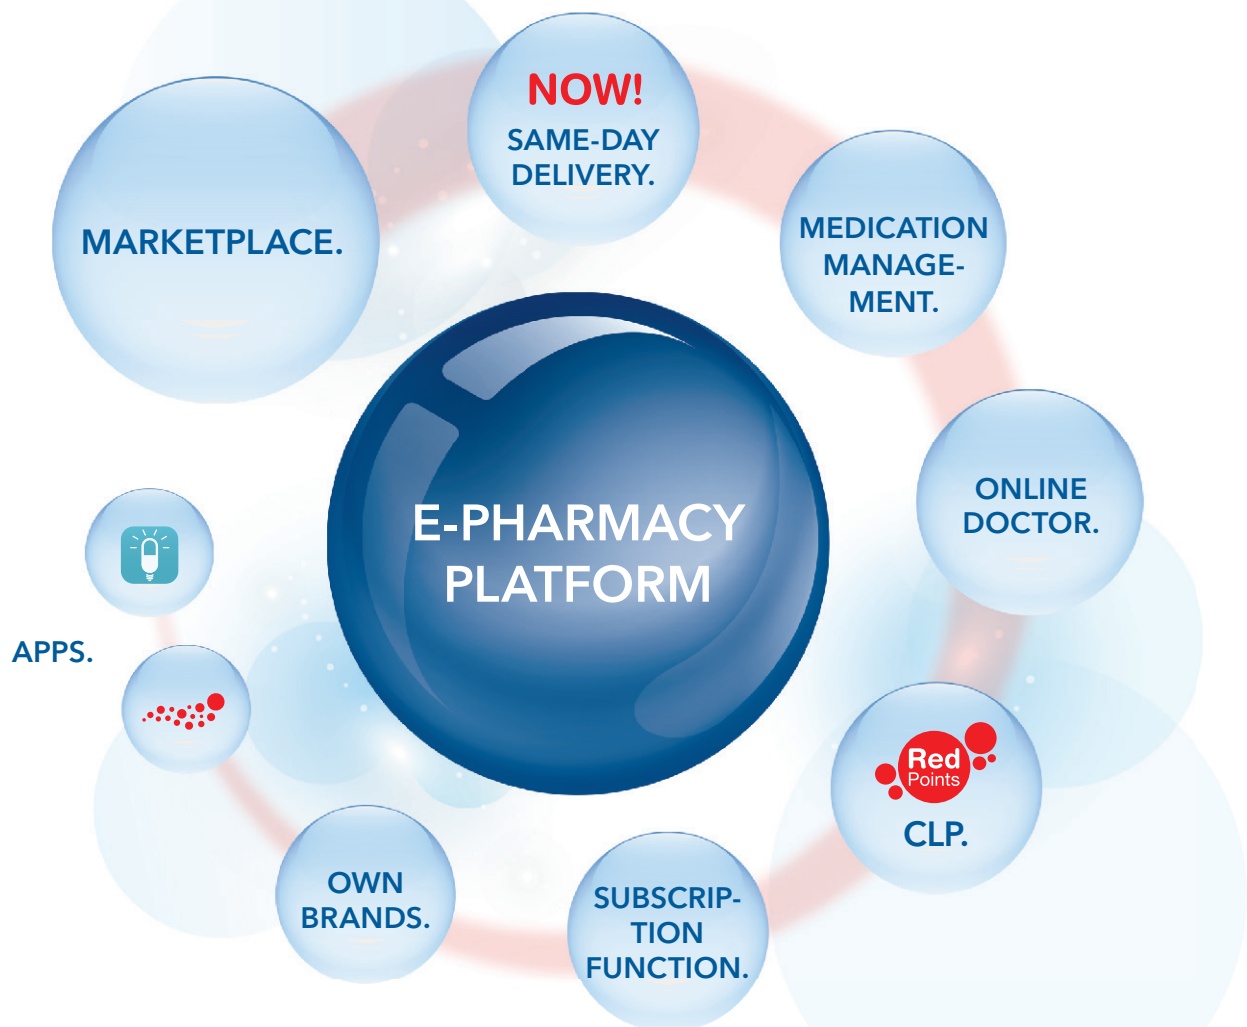 NOW!
SAME-DAY
DELIVERY.
MARKETPLACE.
MEDICATION
MANAGE-
MENT.
E-PHARMACY
PLATFORM
ONLINE
DOCTOR.
APPS.
Red
Points
CLP.
OWN
BRANDS.
SUBSCRIP-
TION
FUNCTION.